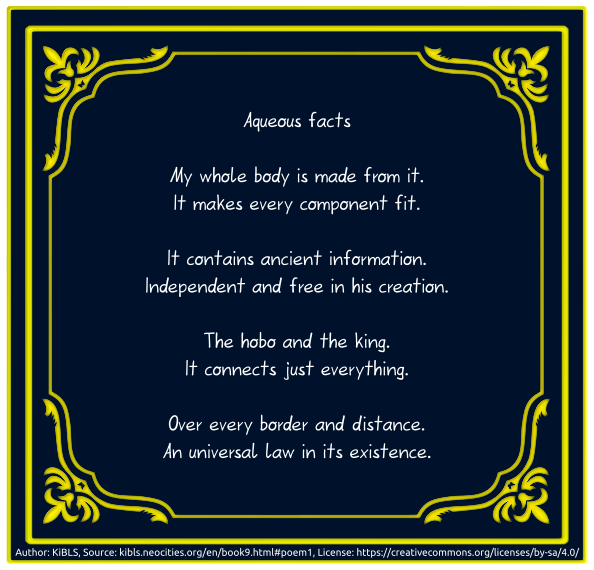 Aqueous facts
My whole body is made from it.
It makes every component fit.
It contains ancient information.
Independent and free in his creation.
The hobo and the king.
It connects just everything.
Over every border and distance.
An universal law in its existence.
Author: KiBLS, Source: kibls.neocities.org/en/book9.html#poem1, License: https://creativecommons.org/licenses/by-sa/4.0/